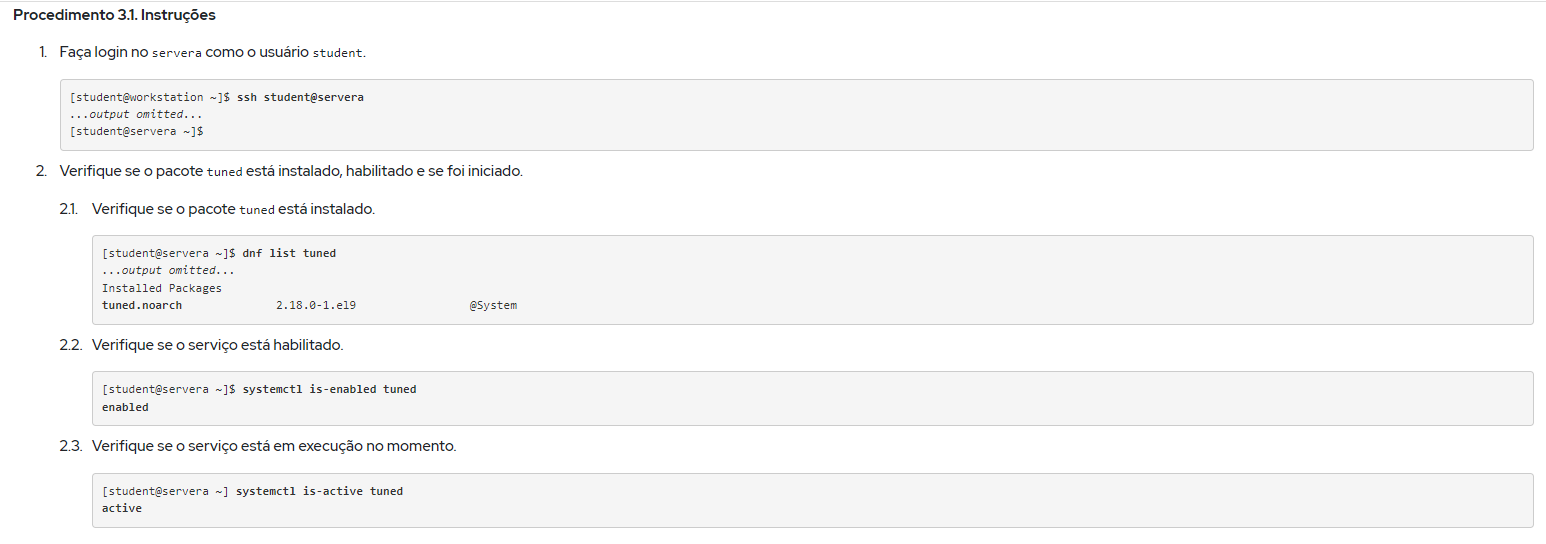 Procedimento 3.1. Instruções
1. Faça login no servera como o usuário student.
[student@workstation ~]$ ssh student@servera
...output omitted...
[student@servera ~]$
2. Verifique se o pacote tuned está instalado, habilitado e se foi iniciado.
2.1. Verifique se o pacote tuned está instalado.
[student@servera ~]$ dnf list tuned
...output omitted...
Installed Packages
tuned.noarch 2.18.0-1.el9 @System
2.2. Verifique se o serviço está habilitado.
[student@servera ~]$ systemctl is-enabled tuned
enabled
2.3. Verifique se o serviço está em execução no momento.
[student@servera ~] systemctl is-active tuned
active